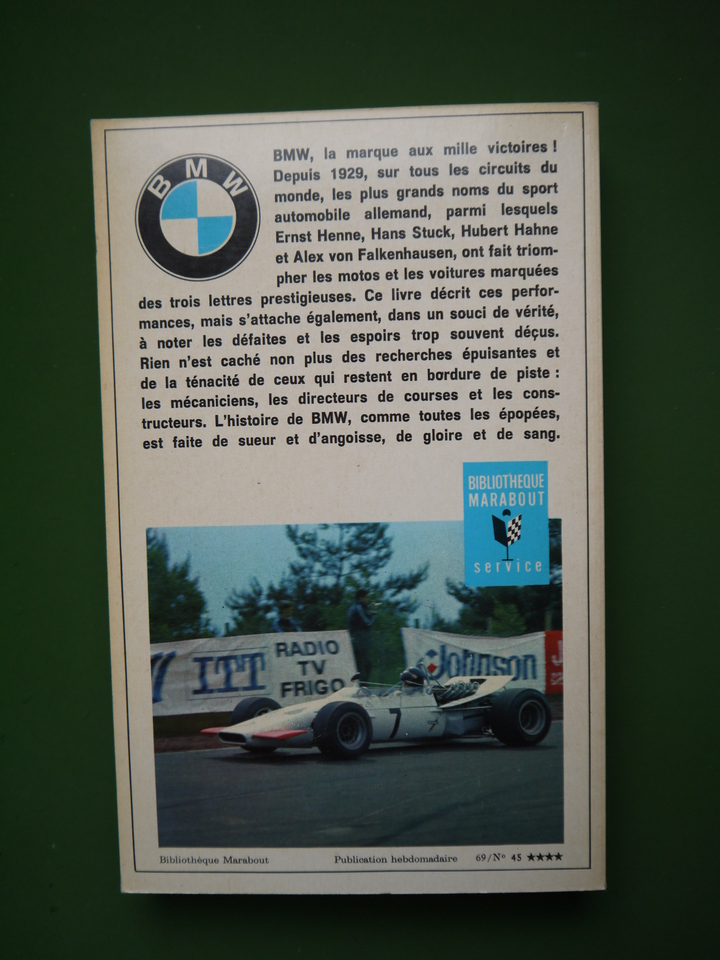 BMW
BMW, la marque aux mille victoires !
Depuis 1929, sur tous les circuits du
monde, les plus grands noms du sport
automobile allemand, parmi lesquels
Ernst Henne, Hans Stuck, Hubert Hahne
et Alex von Falkenhausen, ont fait triom-
pher les motos et les voitures marquées
des trois lettres prestigieuses. Ce livre décrit ces perfor-
mances, mais s'attache également, dans un souci de vérité,
à noter les défaites et les espoirs trop souvent déçus.
Rien n'est caché non plus des recherches épuisantes et
de la ténacité de ceux qui restent en bordure de piste :
les mécaniciens, les directeurs de courses et les cons-
tructeurs. L'histoire de BMW, comme toutes les épopées,
est faite de sueur et d'angoisse, de gloire et de sang.
BIBLIOTHEQUE
MARABOUT
service
ITT
RADIO
TV
FRIGO
Johnson
J
7
Bibliothèque Marabout Publication hebdomadaire 69/N° 45 ★★★★